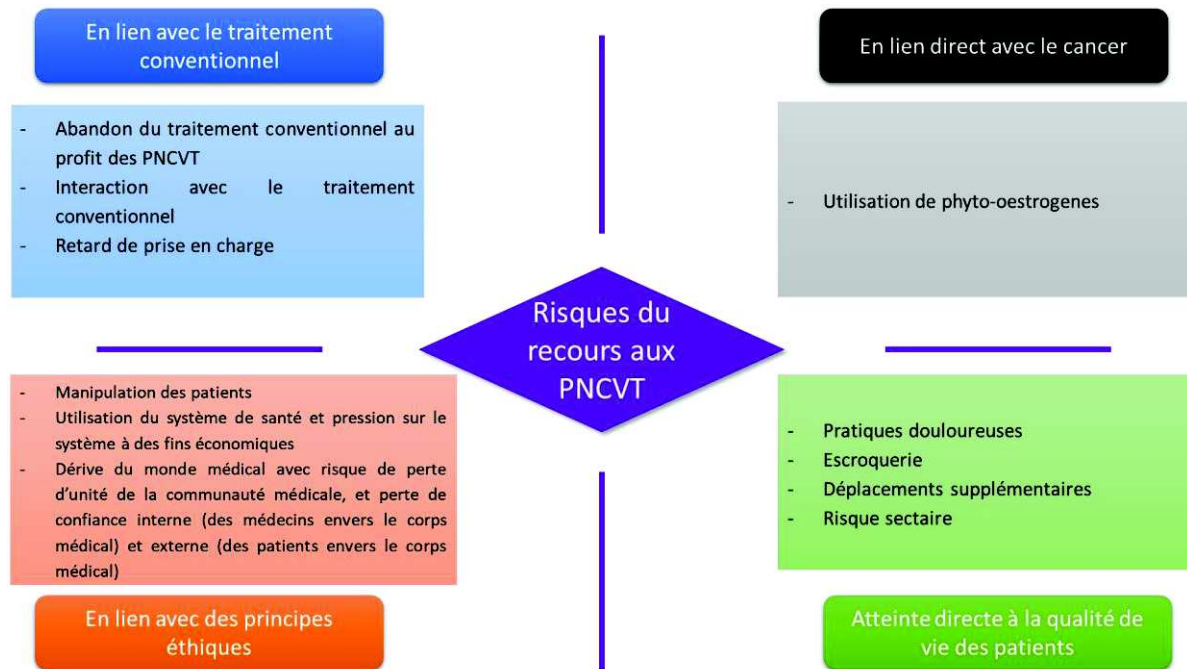 En lien avec le traitement
conventionnel
- Abandon du traitement conventionnel au
profit des PNCVT
- Interaction avec le traitement
conventionnel
- Retard de prise en charge
En lien direct avec le cancer
- Utilisation de phyto-oestrogenes
Risques du
recours aux
PNCVT
- Manipulation des patients
- Utilisation du système de santé et pression sur le
système à des fins économiques
- Dérive du monde médical avec risque de perte
d'unité de la communauté médicale, et perte de
confiance interne (des médecins envers le corps
médical) et externe (des patients envers le corps
médical)
En lien avec des principes
éthiques
- Pratiques douloureuses
- Escroquerie
- Déplacements supplémentaires
- Risque sectaire
Atteinte directe à la qualité de
vie des patients